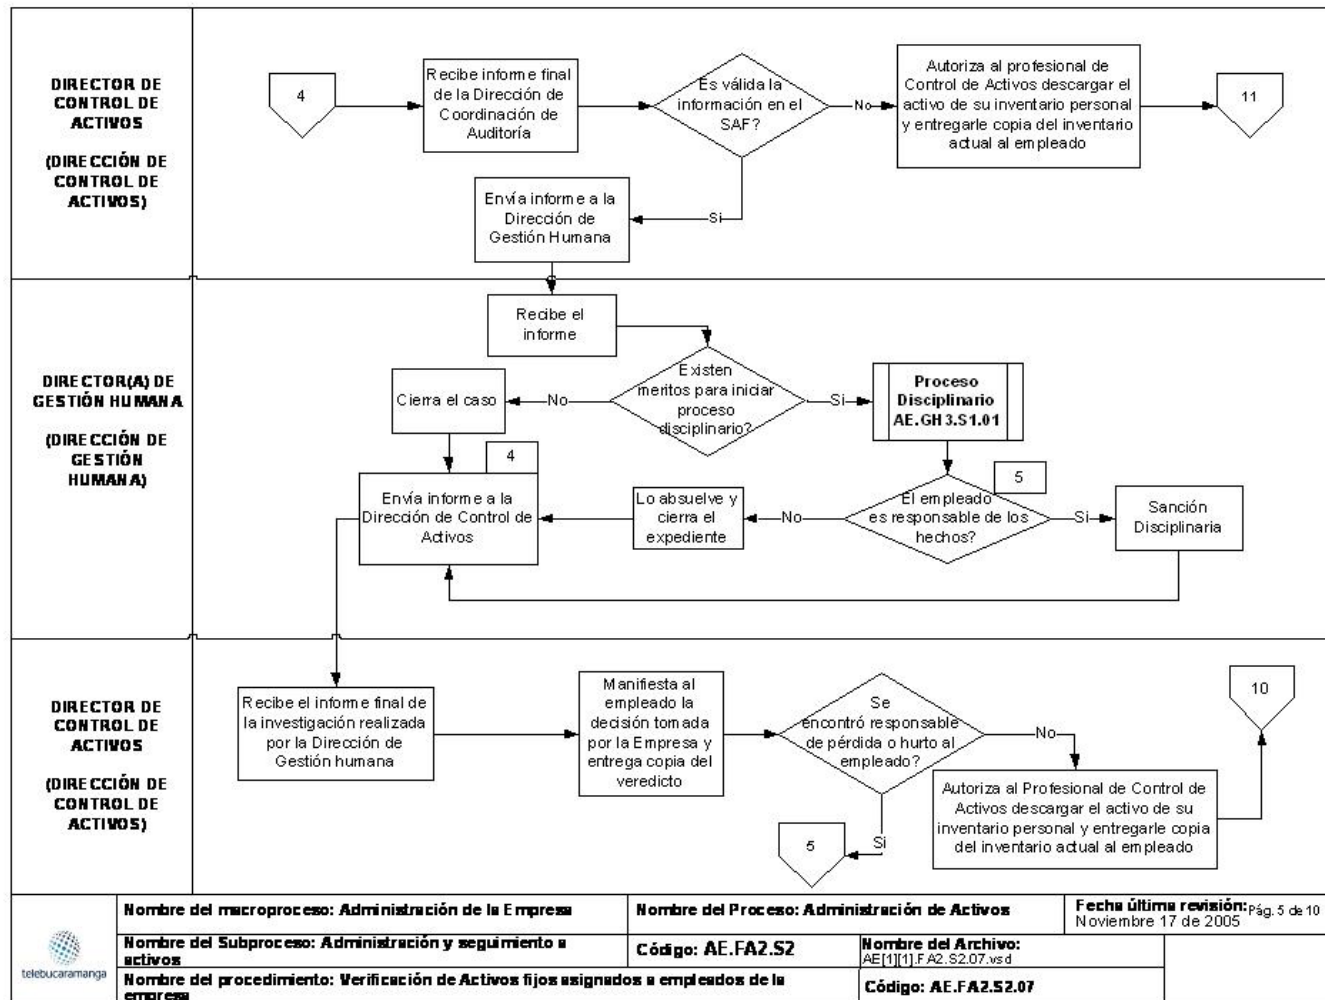 DIRECTOR DE
CONTROL DE
ACTIVOS
(DIRECCIÓN DE
CONTROL DE
ACTIVOS)
4
Recibe informe final
de la Dirección de
Coordinación de
Auditoría
Es válida la
información en el
SAF?
No
Autoriza al profesional de
Control de Activos descargar el
activo de su inventario personal
y entregarle copia del inventario
actual al empleado
11
Si
Envía informe a la
Dirección de
Gestión Humana
DIRECTOR(A) DE
GESTIÓN HUMANA
(DIRECCIÓN DE
GESTIÓN
HUMANA)
Recibe el
informe
Existen
meritos para iniciar
proceso
disciplinario?
No
Cierra el caso
Si
Proceso
Disciplinario
AE.GH3.S1.01
4
Envía informe a la
Dirección de Control de
Activos
Lo absuelve y
cierra el
expediente
No
5
El empleado
es responsable de los
hechos?
Si
Sanción
Disciplinaria
DIRECTOR DE
CONTROL DE
ACTIVOS
(DIRECCIÓN DE
CONTROL DE
ACTIVOS)
Recibe el informe final de
la investigación realizada
por la Dirección de
Gestión humana
Manifiesta al
empleado la
decisión tomada
por la Empresa y
entrega copia del
veredicto
Se
encontró responsable
de pérdida o hurto al
empleado?
No
10
Autoriza al Profesional de Control de
Activos descargar el activo de su
inventario personal y entregarle copia
del inventario actual al empleado
Si
5
telebucaramanga
Nombre del macroproceso: Administración de la Empresa
Nombre del Proceso: Administración de Activos
Fecha última revisión: Pág. 5 de 10
Noviembre 17 de 2005
Nombre del Subproceso: Administración y seguimiento a
activos
Código: AE.FA2.S2
Nombre del Archivo:
AE[1][1].FA2.S2.07.vsd
Nombre del procedimiento: Verificación de Activos fijos asignados a empleados de la
empresa
Código: AE.FA2.S2.07